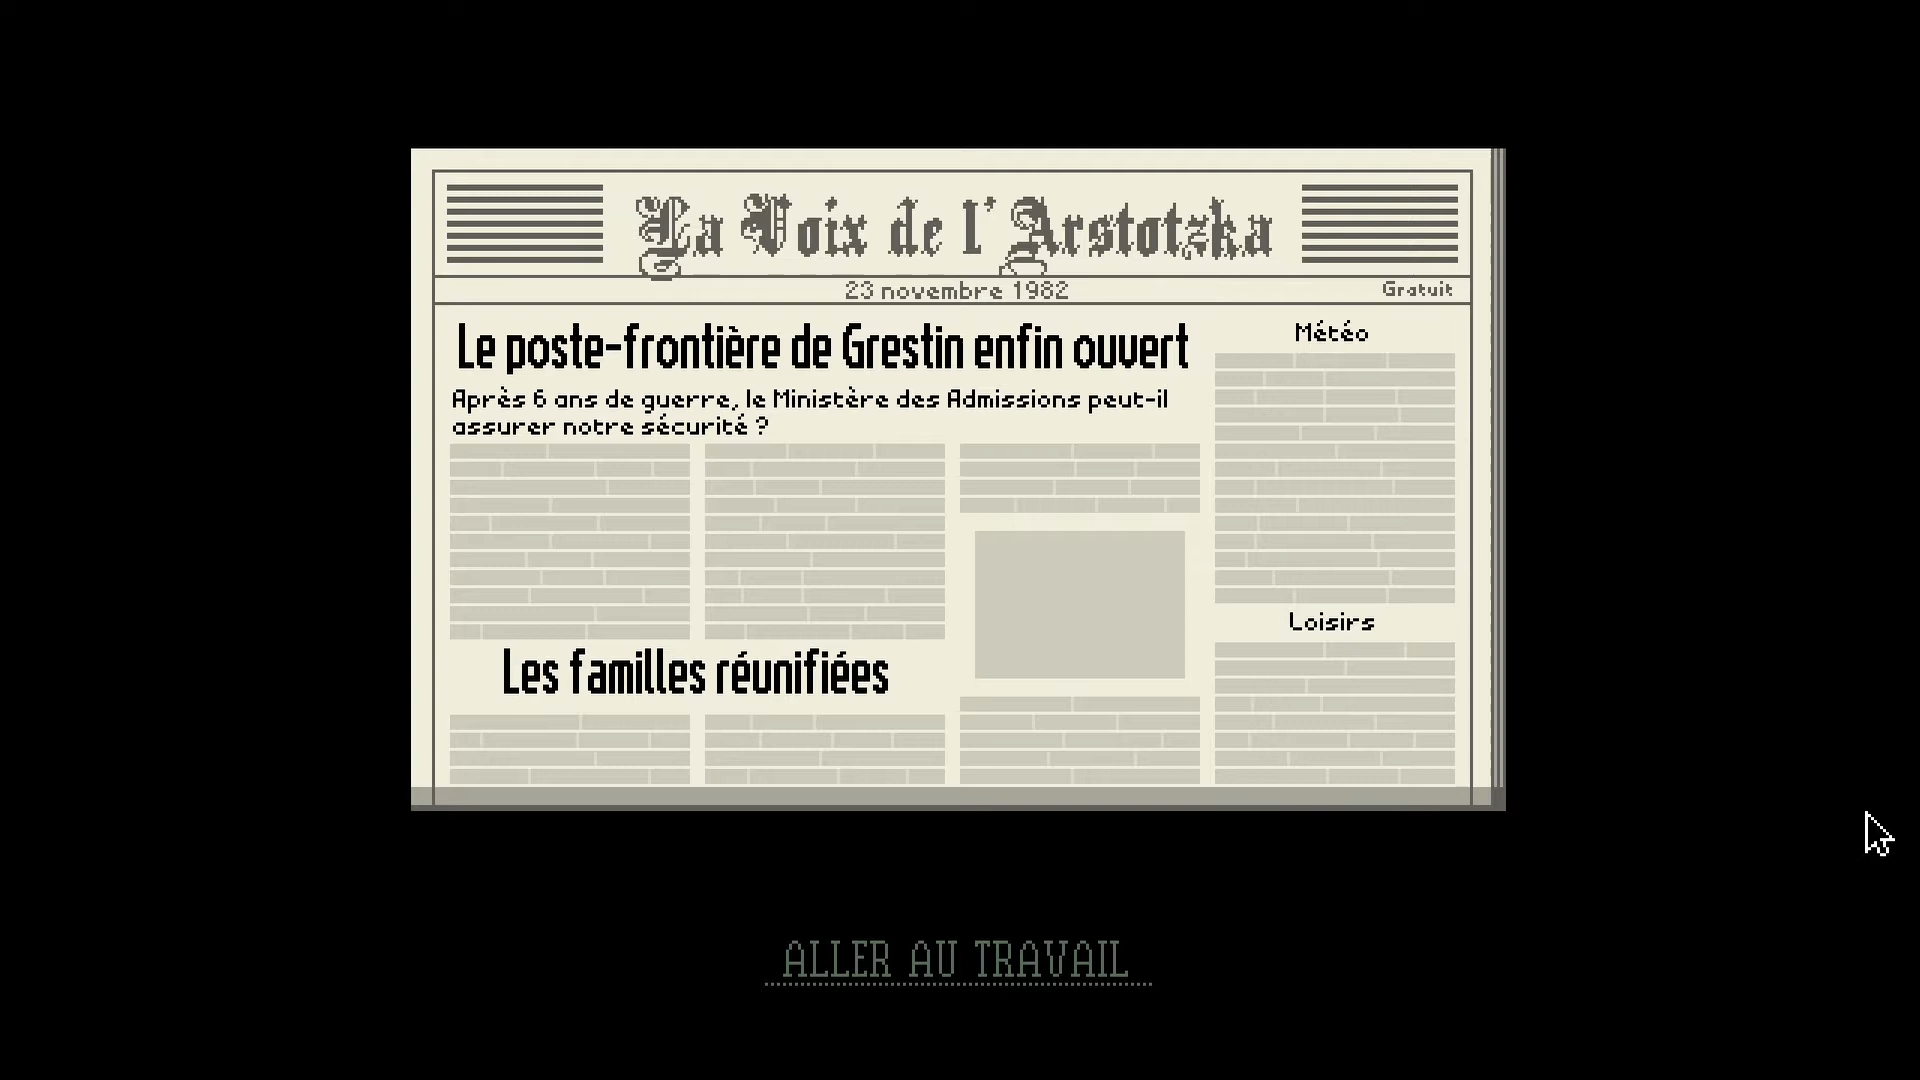 La Voix de l'Arstotzka
23 novembre 1982
Gratuit
Le poste-frontière de Grestin enfin ouvert
Après 6 ans de guerre, le Ministère des Admissions peut-il
assurer notre sécurité ?
Les familles réunifiées
Météo
Loisirs
ALLER AU TRAVAIL